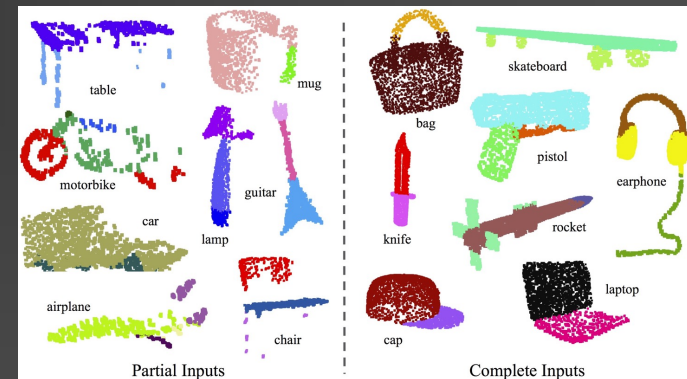 table
mug
motorbike
guitar
lamp
car
airplane
chair
Partial Inputs
bag
skateboard
pistol
earphone
knife
rocket
laptop
cap
Complete Inputs